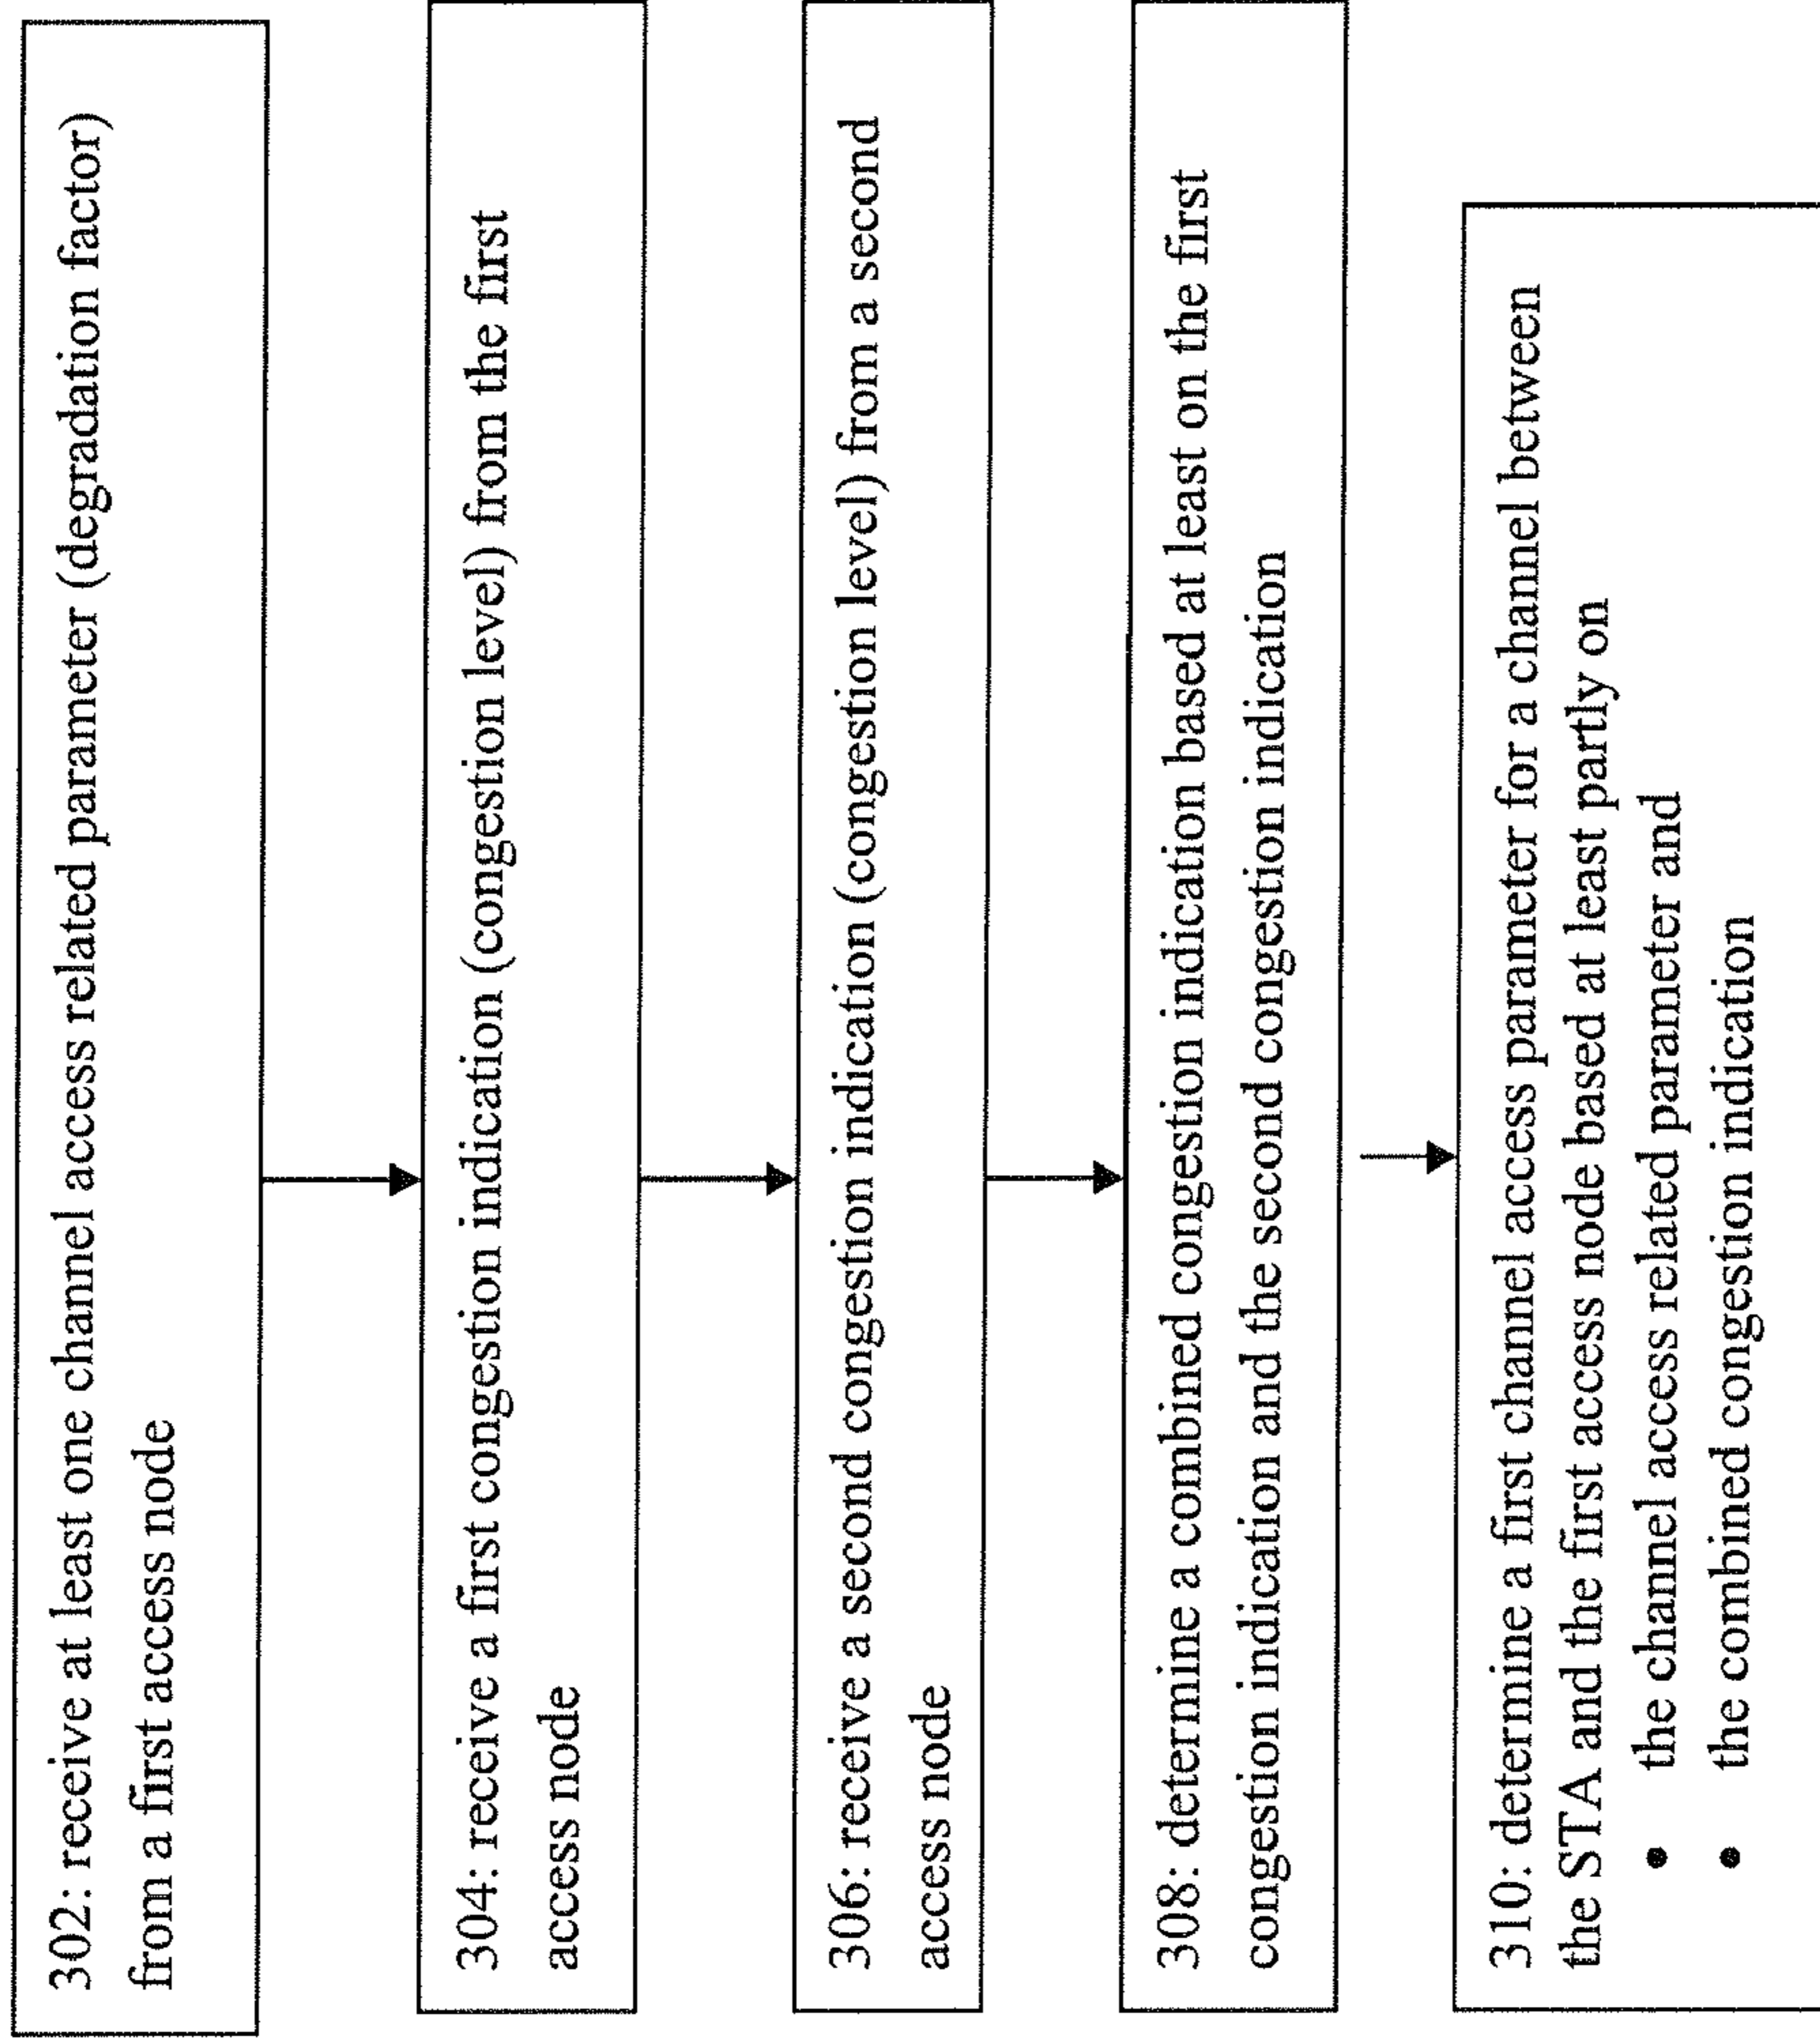 302: receive at least one channel access related parameter (degradation factor)
from a first access node
304: receive a first congestion indication (congestion level) from the first
access node
306: receive a second congestion indication (congestion level) from a second
access node
308: determine a combined congestion indication based at least on the first
congestion indication and the second congestion indication
310: determine a first channel access parameter for a channel between
the STA and the first access node based at least partly on
• the channel access related parameter and
• the combined congestion indication